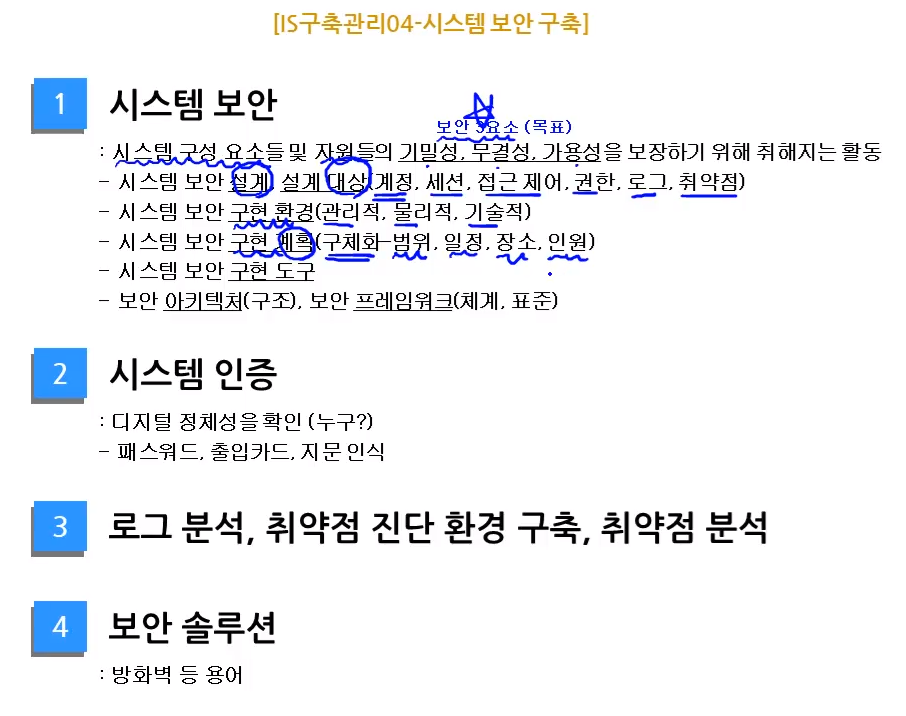 [IS구축관리04-시스템 보안 구축]
1 시스템 보안
보안 3요소 (목표)
: 시스템 구성 요소들 및 자원들의 기밀성, 무결성, 가용성을 보장하기 위해 취해지는 활동
- 시스템 보안 설계, 설계 대상(계정, 세션, 접근 제어, 권한, 로그, 취약점)
- 시스템 보안 구현 환경(관리적, 물리적, 기술적)
- 시스템 보안 구현 계획(구체화-범위, 일정, 장소, 인원)
- 시스템 보안 구현 도구
- 보안 아키텍처(구조), 보안 프레임워크(체계, 표준)
2 시스템 인증
: 디지털 정체성을 확인 (누구?)
- 패스워드, 출입카드, 지문 인식
3 로그 분석, 취약점 진단 환경 구축, 취약점 분석
4 보안 솔루션
: 방화벽 등 용어